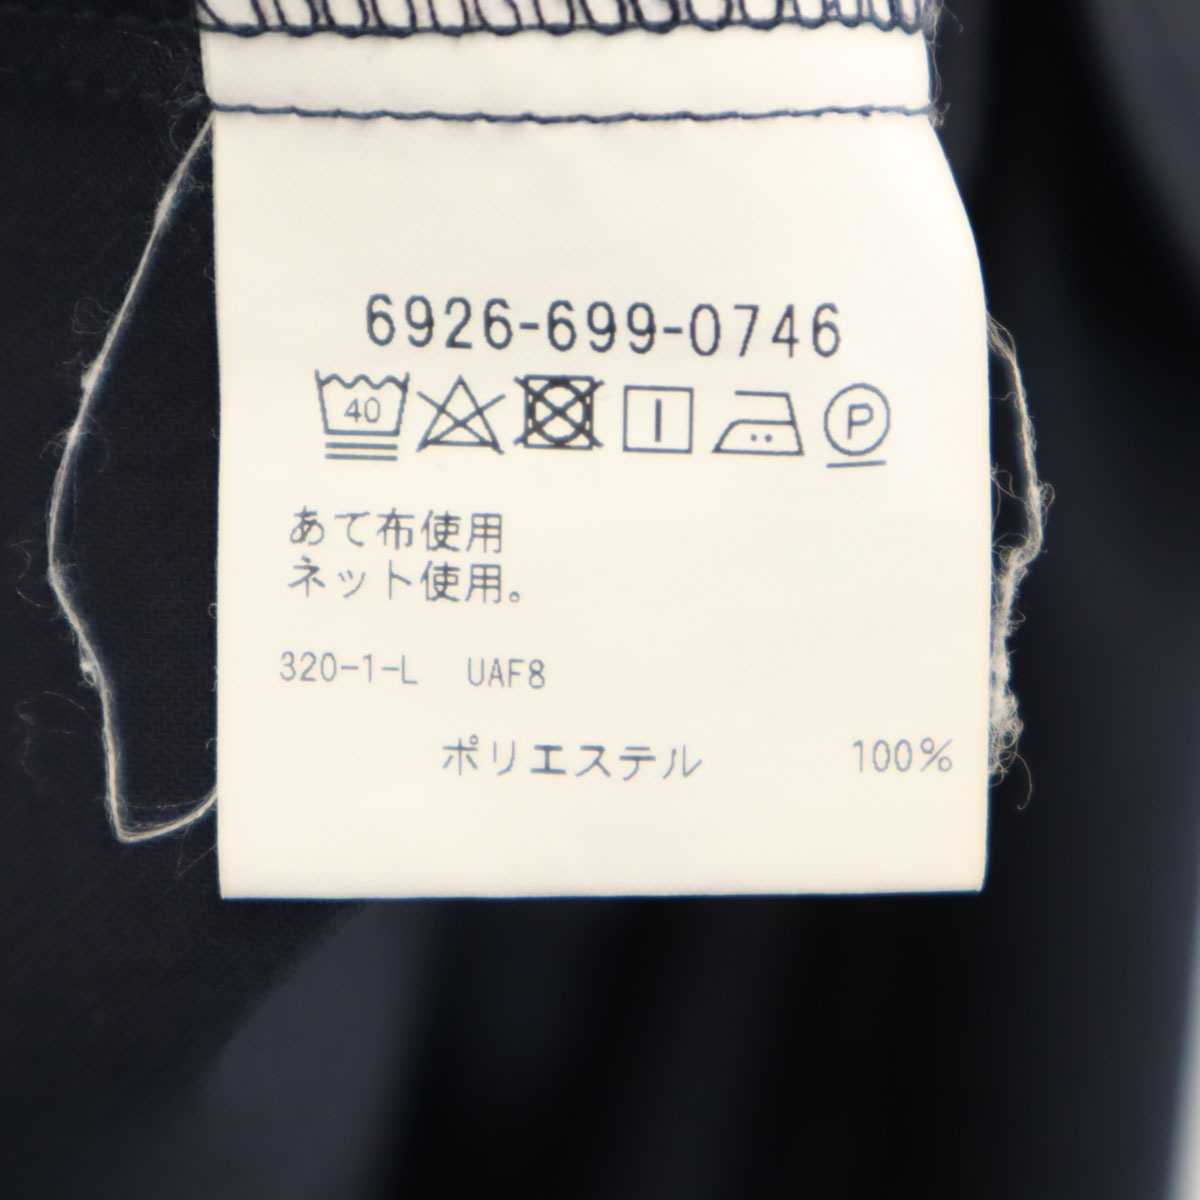 6926-699-0746
40 P
あて布使用
ネット使用。
320-1-L UAF8
ポリエステル 100%